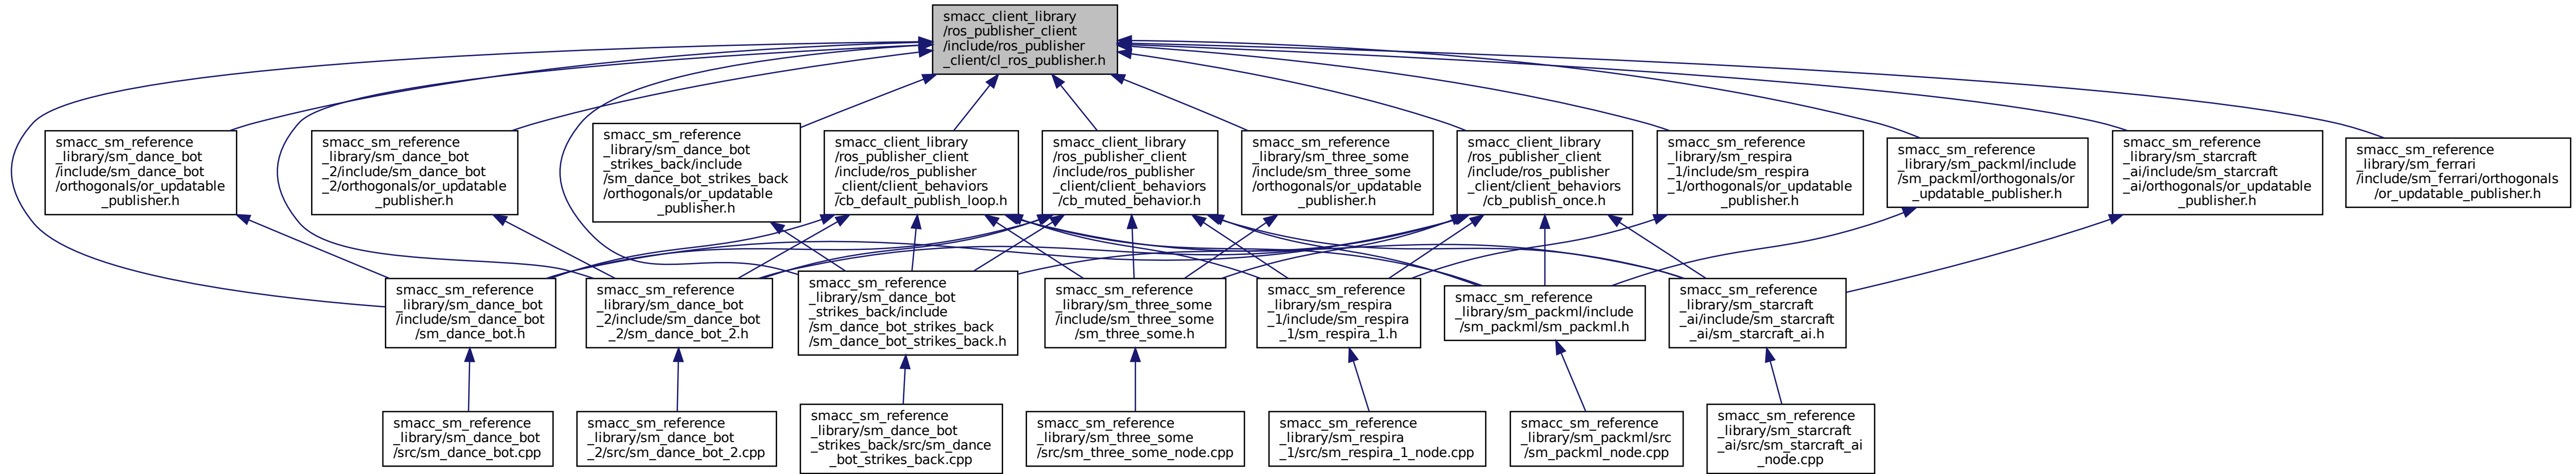 smacc_client_library
/ros_publisher_client
/include/ros_publisher
_client/cl_ros_publisher.h
smacc_sm_reference
_library/sm_dance_bot
/include/sm_dance_bot
/orthogonals/or_updatable
_publisher.h
smacc_sm_reference
_library/sm_dance_bot
_2/include/sm_dance_bot
_2/orthogonals/or_updatable
_publisher.h
smacc_sm_reference
_library/sm_dance_bot
_strikes_back/include
/sm_dance_bot_strikes_back
/orthogonals/or_updatable
_publisher.h
smacc_client_library
/ros_publisher_client
/include/ros_publisher
_client/client_behaviors
/cb_default_publish_loop.h
smacc_client_library
/ros_publisher_client
/include/ros_publisher
_client/client_behaviors
/cb_muted_behavior.h
smacc_sm_reference
_library/sm_three_some
/include/sm_three_some
/orthogonals/or_updatable
_publisher.h
smacc_client_library
/ros_publisher_client
/include/ros_publisher
_client/client_behaviors
/cb_publish_once.h
smacc_sm_reference
_library/sm_respira
_1/include/sm_respira
_1/orthogonals/or_updatable
_publisher.h
smacc_sm_reference
_library/sm_packml/include
/sm_packml/orthogonals/or
_updatable_publisher.h
smacc_sm_reference
_library/sm_starcraft
_ai/include/sm_starcraft
_ai/orthogonals/or_updatable
_publisher.h
smacc_sm_reference
_library/sm_ferrari
/include/sm_ferrari/orthogonals
/or_updatable_publisher.h
smacc_sm_reference
_library/sm_dance_bot
/include/sm_dance_bot
/sm_dance_bot.h
smacc_sm_reference
_library/sm_dance_bot
_2/include/sm_dance_bot
_2/sm_dance_bot_2.h
smacc_sm_reference
_library/sm_dance_bot
_strikes_back/include
/sm_dance_bot_strikes_back
/sm_dance_bot_strikes_back.h
smacc_sm_reference
_library/sm_three_some
/include/sm_three_some
/sm_three_some.h
smacc_sm_reference
_library/sm_respira
_1/include/sm_respira
_1/sm_respira_1.h
smacc_sm_reference
_library/sm_packml/include
/sm_packml/sm_packml.h
smacc_sm_reference
_library/sm_starcraft
_ai/include/sm_starcraft
_ai/sm_starcraft_ai.h
smacc_sm_reference
_library/sm_dance_bot
/src/sm_dance_bot.cpp
smacc_sm_reference
_library/sm_dance_bot
_2/src/sm_dance_bot_2.cpp
smacc_sm_reference
_library/sm_dance_bot
_strikes_back/src/sm_dance
_bot_strikes_back.cpp
smacc_sm_reference
_library/sm_three_some
/src/sm_three_some_node.cpp
smacc_sm_reference
_library/sm_respira
_1/src/sm_respira_1_node.cpp
smacc_sm_reference
_library/sm_packml/src
/sm_packml_node.cpp
smacc_sm_reference
_library/sm_starcraft
_ai/src/sm_starcraft_ai
_node.cpp